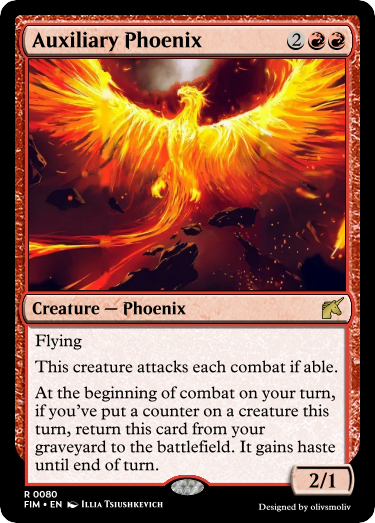 Auxiliary Phoenix 2
Creature — Phoenix
Flying
This creature attacks each combat if able.
At the beginning of combat on your turn,
if you've put a counter on a creature this
turn, return this card from your
graveyard to the battlefield. It gains haste
until end of turn.
2/1
R 0080
FIM • EN Illia Tsiushkevich
Designed by olivsmoliv